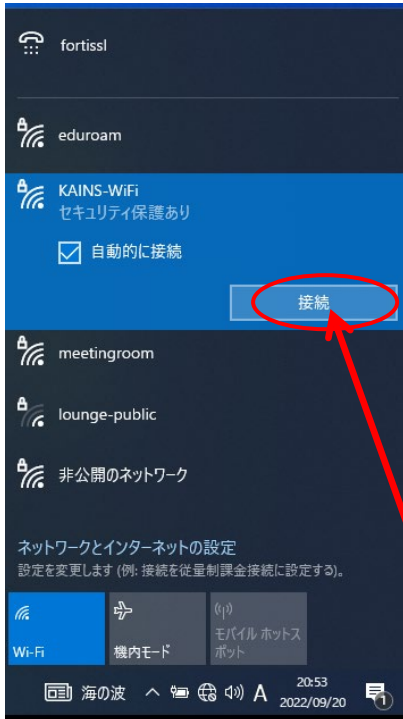 fortissl
eduroam
KAINS-WiFi
セキュリティ保護あり
自動的に接続
接続
meetingroom
lounge-public
非公開のネットワーク
ネットワークとインターネットの設定
設定を変更します (例: 接続を従量制課金接続に設定する)。
Wi-Fi
機内モード
モバイル ホットス
ポット
海の波
A
20:53
2022/09/20
1